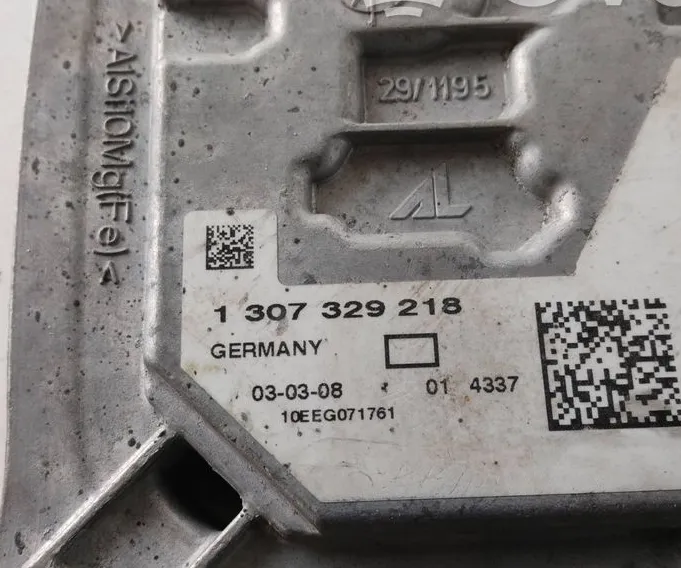 >AlSi10Mg(Fe)<
29/1195
AL
1 307 329 218
GERMANY
03-03-08 01 4337
10EEG071761